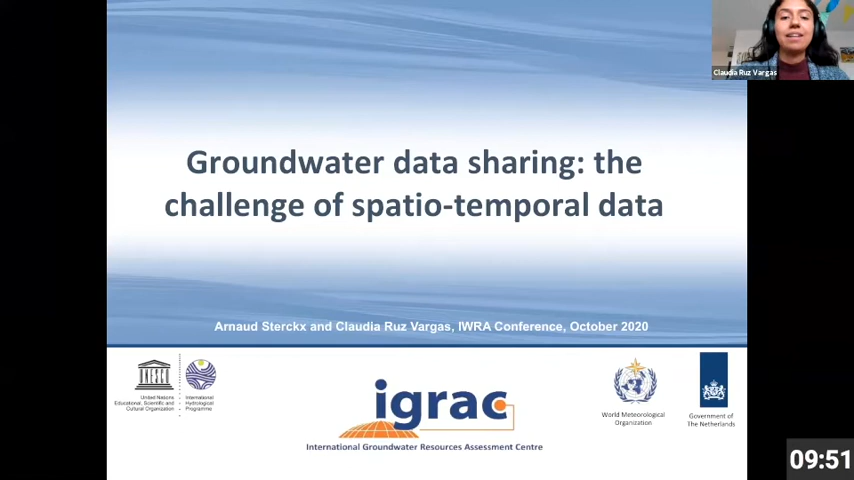 Claudia Ruz Vargas
Groundwater data sharing: the
challenge of spatio-temporal data
Arnaud Sterckx and Claudia Ruz Vargas, IWRA Conference, October 2020
UNESCO
United Nations
Educational, Scientific and
Cultural Organization
International
Hydrological
Programme
igrac
International Groundwater Resources Assessment Centre
World Meteorological
Organization
Government of
The Netherlands
09:51